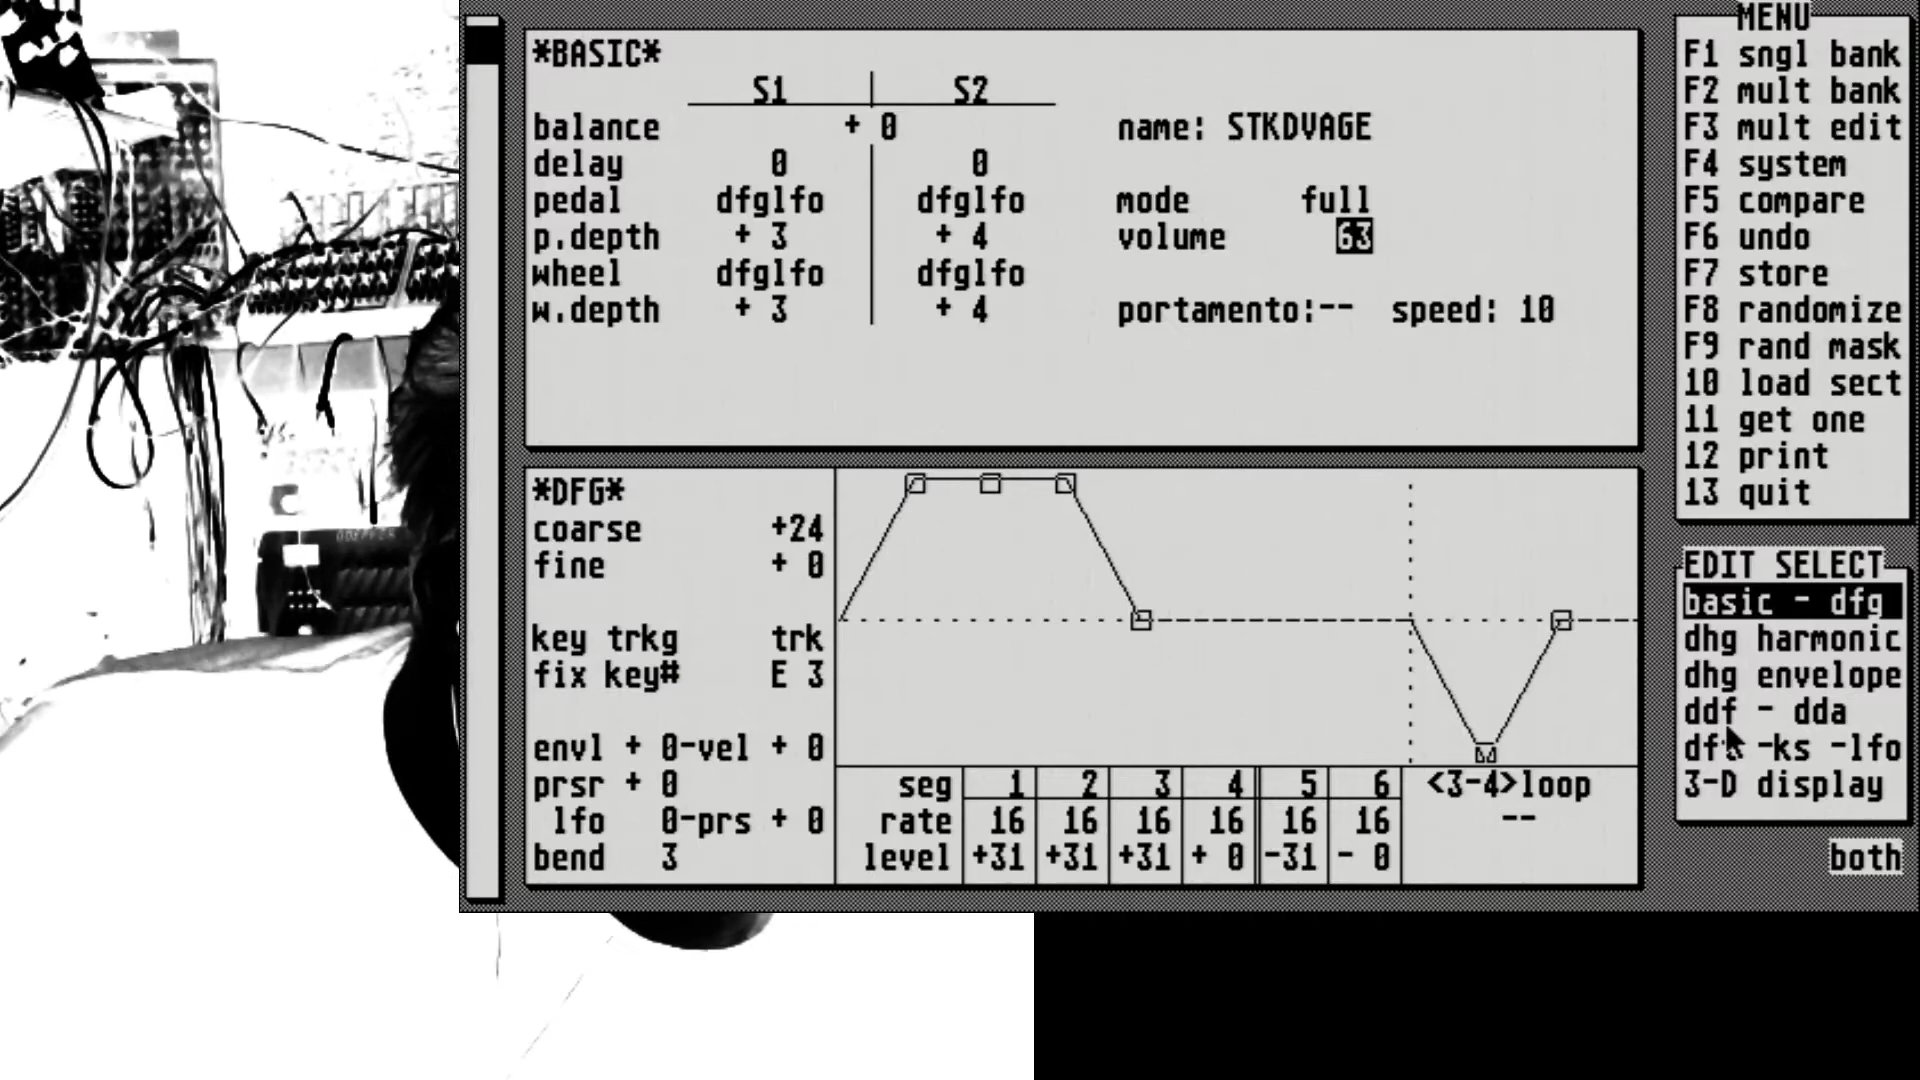 *BASIC*
S1 S2
balance + 0 name: STKDVAGE
delay 0 0
pedal dfglfo dfglfo mode full
p.depth + 3 + 4 volume 63
wheel dfglfo dfglfo
w.depth + 3 + 4 portamento:-- speed: 10
*DFG*
coarse +24
fine + 0
key trkg trk
fix key# E 3
envl + 0-vel + 0
prsr + 0
lfo 0-prs + 0
bend 3
seg 1 2 3 4 5 6 <3-4>loop
rate 16 16 16 16 16 16 --
level +31 +31 +31 + 0 -31 - 0
MENU
F1 sngl bank
F2 mult bank
F3 mult edit
F4 system
F5 compare
F6 undo
F7 store
F8 randomize
F9 rand mask
10 load sect
11 get one
12 print
13 quit
EDIT SELECT
basic - dfg
dhg harmonic
dhg envelope
ddf - dda
-ks -lfo
3-D display
both